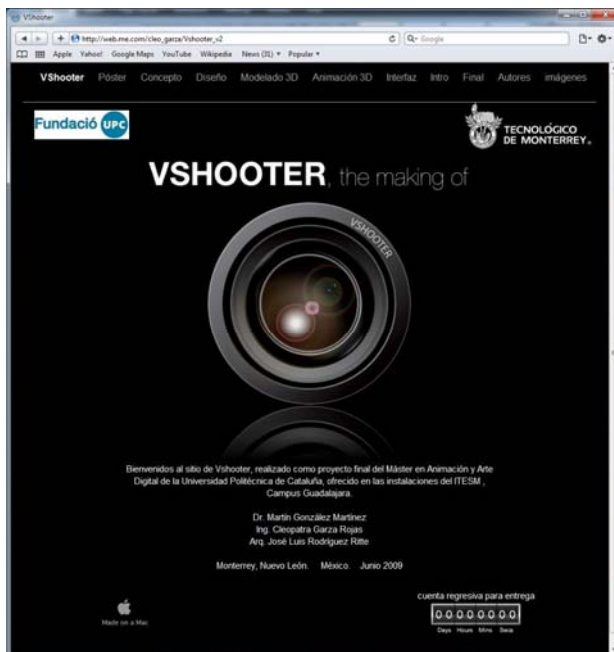 VShooter
http://web.me.com/cleo_garza/Vshooter_v2
Google
Apple Yahoo! Google Maps YouTube Wikipedia News (31) Popular
VShooter Póster Concepto Diseño Modelado 3D Animación 3D Interfaz Intro Final Autores imágenes
Fundació UPC
TECNOLÓGICO
DE MONTERREY.
VSHOOTER, the making of
VSHOOTER
Bienvenidos al sitio de Vshooter, realizado como proyecto final del Máster en Animación y Arte
Digital de la Universidad Politécnica de Cataluña, ofrecido en las instalaciones del ITESM ,
Campus Guadalajara.
Dr. Martín González Martínez
Ing. Cleopatra Garza Rojas
Arq. José Luis Rodríguez Ritte
Monterrey, Nuevo León. México. Junio 2009
cuenta regresiva para entrega
00 00 00 00
Days Hours Mins Secs
Made on a Mac